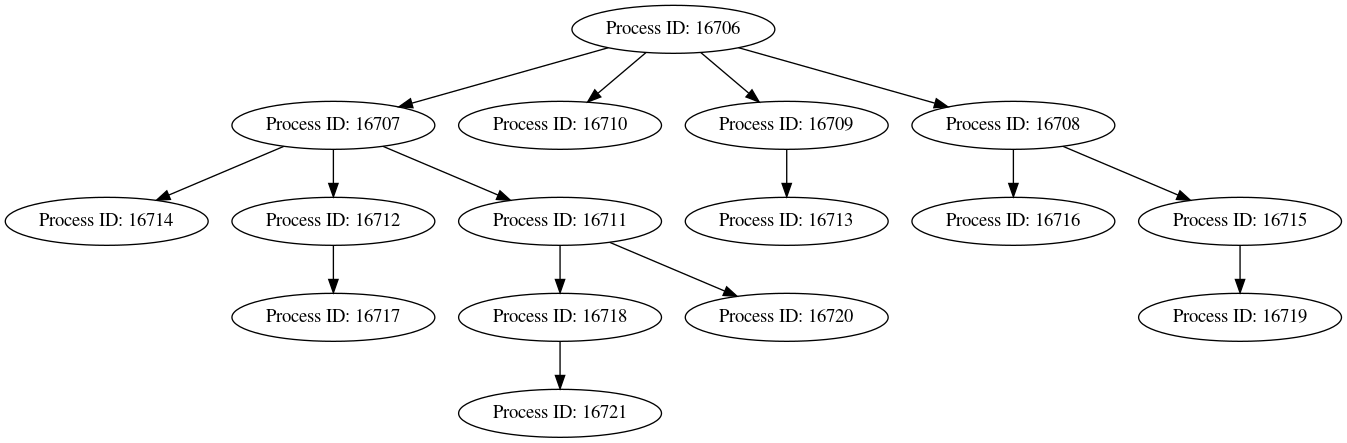 Process ID: 16706
Process ID: 16707
Process ID: 16710
Process ID: 16709
Process ID: 16708
Process ID: 16714
Process ID: 16712
Process ID: 16711
Process ID: 16713
Process ID: 16716
Process ID: 16715
Process ID: 16717
Process ID: 16718
Process ID: 16720
Process ID: 16719
Process ID: 16721